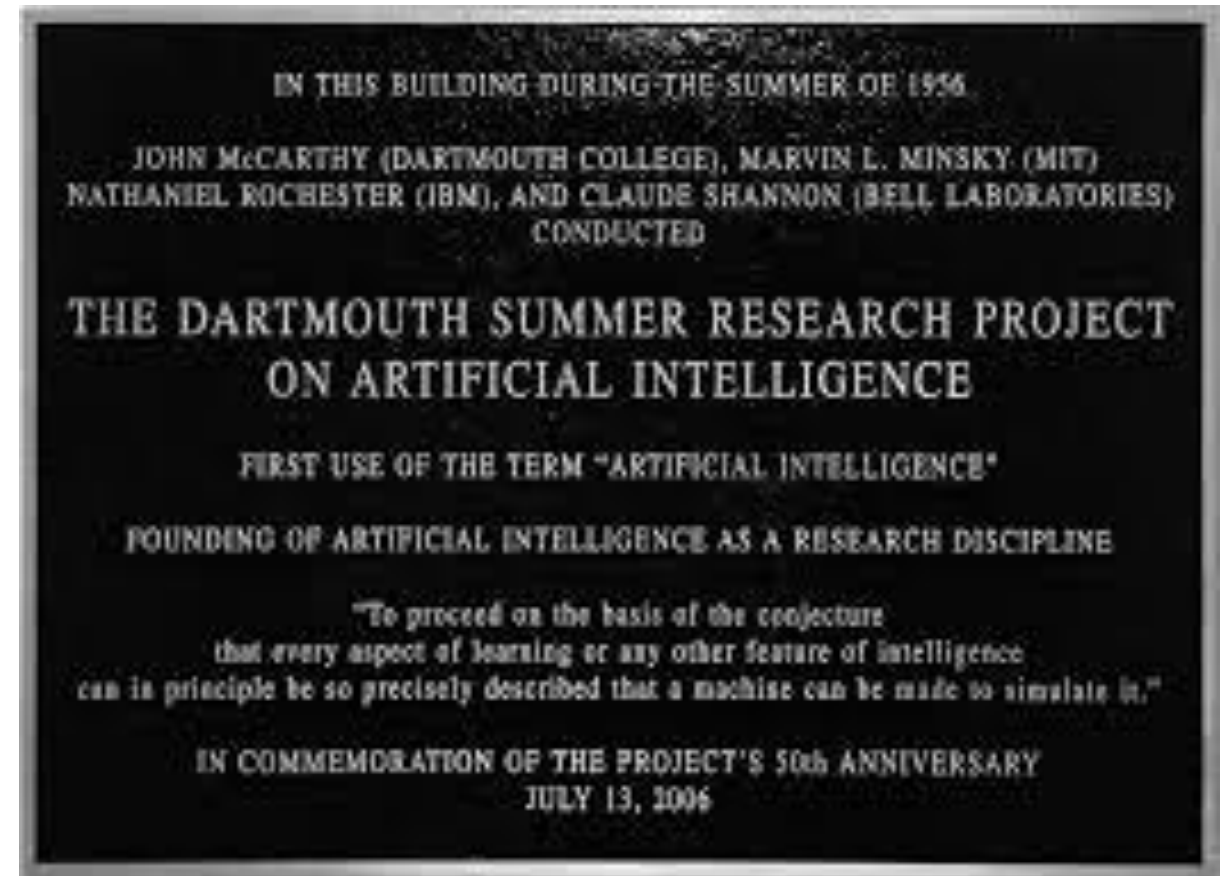 IN THIS BUILDING DURING THE SUMMER OF 1956
JOHN McCARTHY (DARTMOUTH COLLEGE), MARVIN L. MINSKY (MIT)
NATHANIEL ROCHESTER (IBM), AND CLAUDE SHANNON (BELL LABORATORIES)
CONDUCTED
THE DARTMOUTH SUMMER RESEARCH PROJECT
ON ARTIFICIAL INTELLIGENCE
FIRST USE OF THE TERM "ARTIFICIAL INTELLIGENCE"
FOUNDING OF ARTIFICIAL INTELLIGENCE AS A RESEARCH DISCIPLINE
"To proceed on the basis of the conjecture
that every aspect of learning or any other feature of intelligence
can in principle be so precisely described that a machine can be made to simulate it."
IN COMMEMORATION OF THE PROJECT'S 50th ANNIVERSARY
JULY 13, 2006